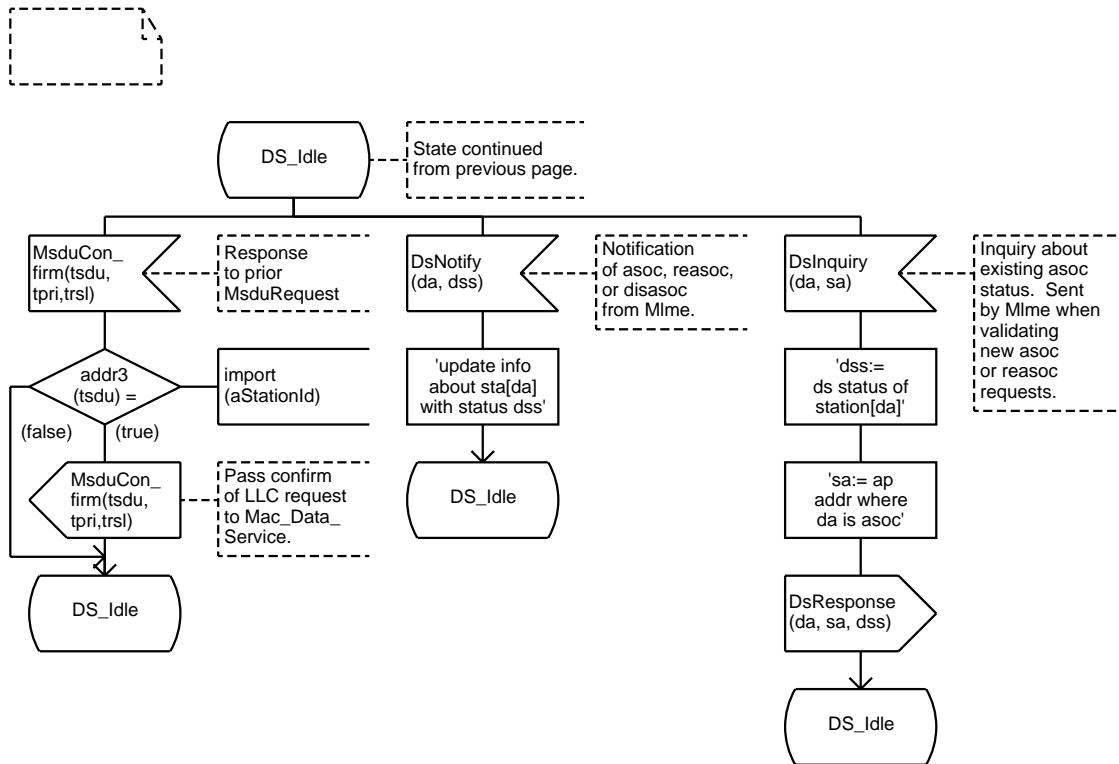 DS_Idle
State continued
from previous page.
MsduCon_
firm(tsdu,
tpri,trsl)
Response
to prior
MsduRequest
DsNotify
(da, dss)
Notification
of asoc, reasoc,
or disasoc
from Mlme.
DsInquiry
(da, sa)
Inquiry about
existing asoc
status.  Sent
by Mlme when
validating
new asoc
or reasoc
requests.
addr3
(tsdu) =
import
(aStationId)
'update info
about sta[da]
with status dss'
'dss:=
ds status of
station[da]'
(false)
(true)
MsduCon_
firm(tsdu,
tpri,trsl)
Pass confirm
of LLC request
to Mac_Data_
Service.
DS_Idle
'sa:= ap
addr where
da is asoc'
DS_Idle
DsResponse
(da, sa, dss)
DS_Idle